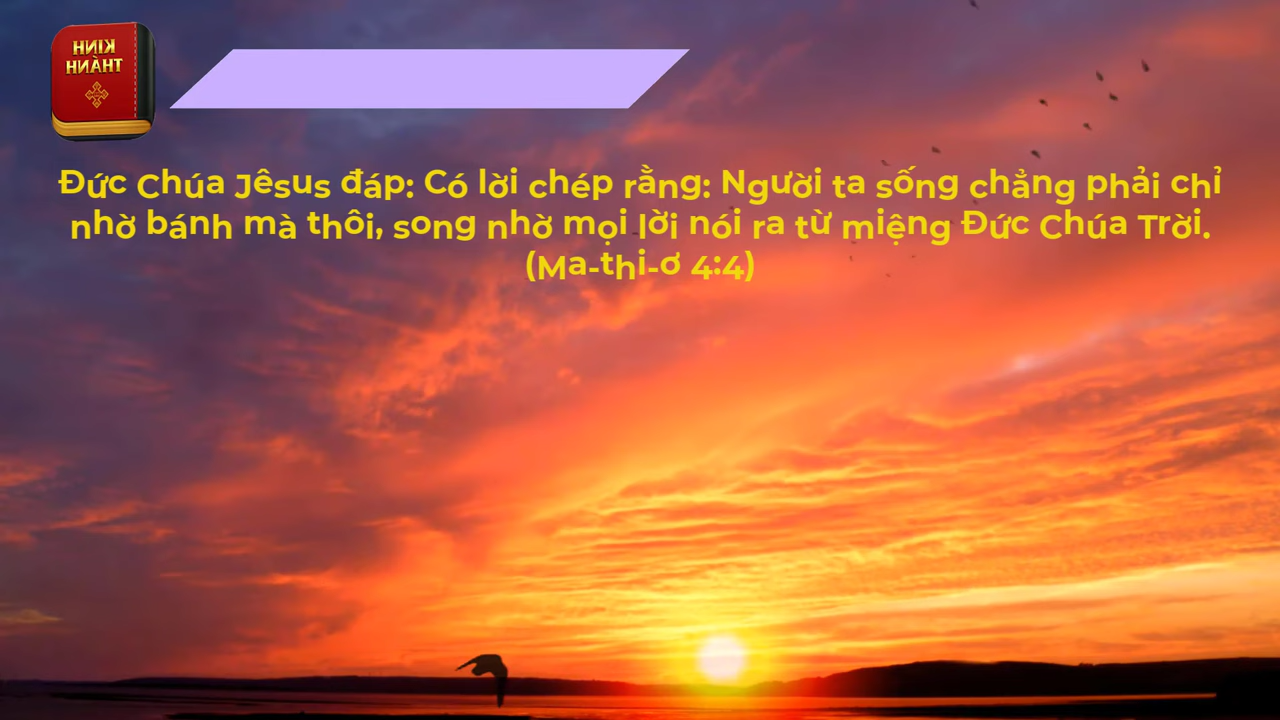 KINH
THÀNH
Đức Chúa Jêsus đáp: Có lời chép rằng: Người ta sống chẳng phải chỉ
nhờ bánh mà thôi, song nhờ mọi lời nói ra từ miệng Đức Chúa Trời.
(Ma-thi-ơ 4:4)